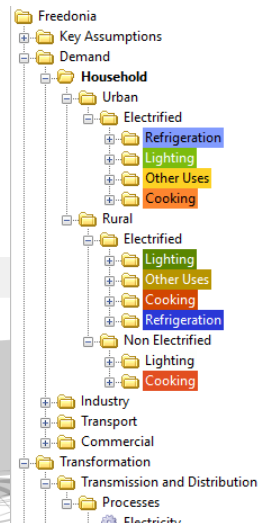 Freedonia
Key Assumptions
Demand
Household
Urban
Electrified
Refrigeration
Lighting
Other Uses
Cooking
Rural
Electrified
Lighting
Other Uses
Cooking
Refrigeration
Non Electrified
Lighting
Cooking
Industry
Transport
Commercial
Transformation
Transmission and Distribution
Processes
Electricity